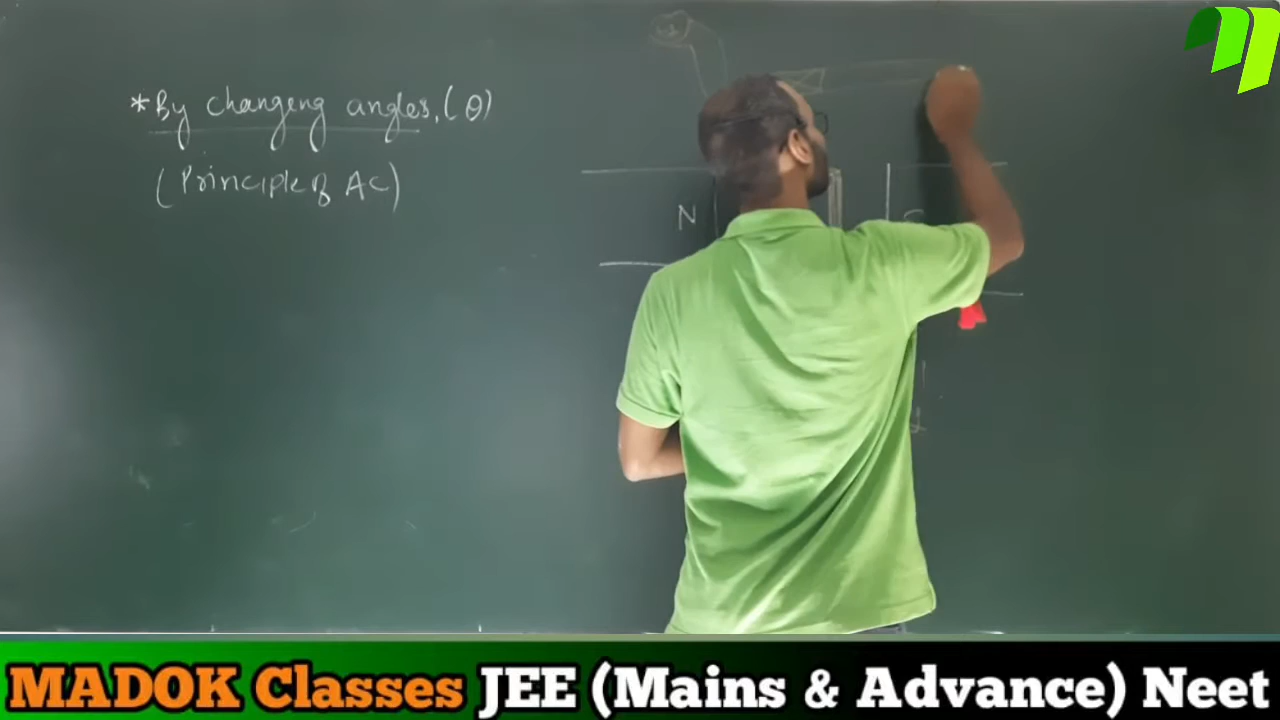 *By changeng angles, (θ)
(Principle of AC)
N
S
MADOK Classes JEE (Mains & Advance) Neet